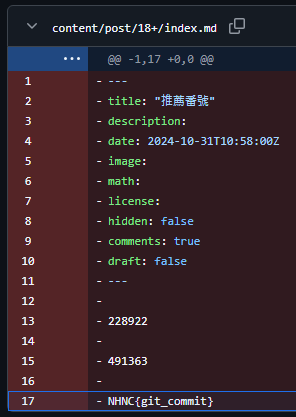 content/post/18+/index.md
... @@ -1,17 +0,0 @@
1 - ---
2 - title: "推薦番號"
3 - description:
4 - date: 2024-10-31T10:58:00Z
5 - image:
6 - math:
7 - license:
8 - hidden: false
9 - comments: true
10 - draft: false
11 - ---
12 -
13 - 228922
14 -
15 - 491363
16 -
17 - NHNC{git_commit}